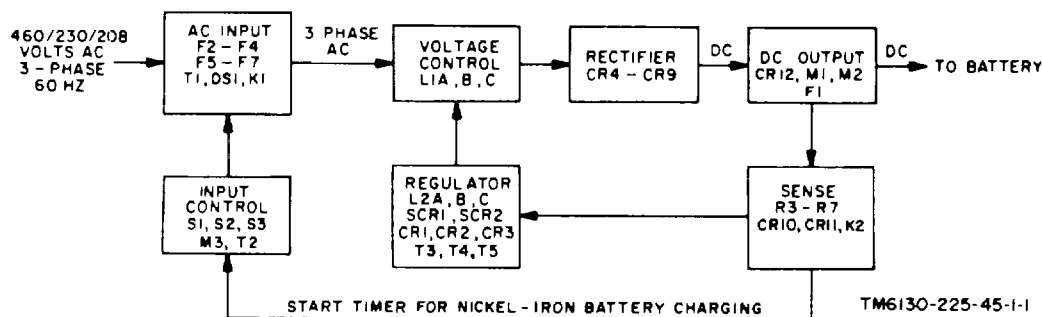 460/230/208
VOLTS AC
3-PHASE
60 HZ
AC INPUT
F2-F4
F5-F7
T1, DS1, K1
3 PHASE
AC
VOLTAGE
CONTROL
L1A, B, C
RECTIFIER
CR4-CR9
DC
DC OUTPUT
CR12, M1, M2
F1
DC
TO BATTERY
INPUT
CONTROL
S1, S2, S3
M3, T2
REGULATOR
L2A, B, C
SCR1, SCR2
CR1, CR2, CR3
T3, T4, T5
SENSE
R3-R7
CR10, CR11, K2
START TIMER FOR NICKEL-IRON BATTERY CHARGING
TM6130-225-45-1-1